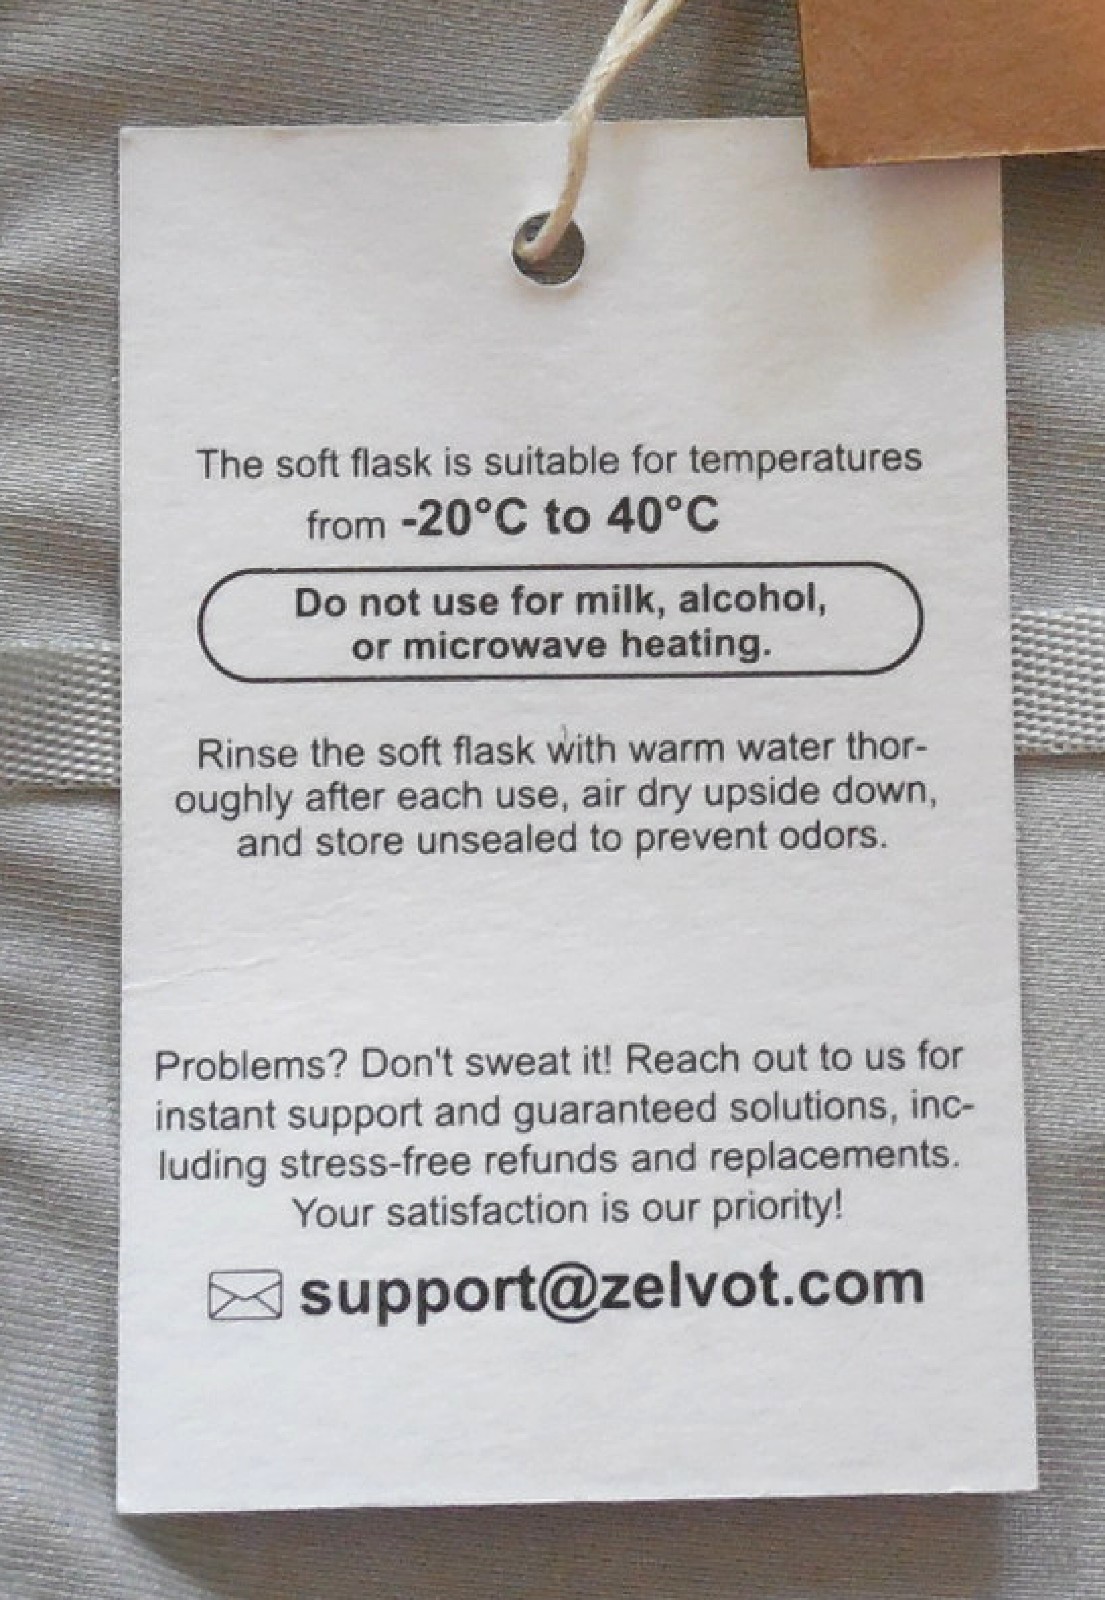 The soft flask is suitable for temperatures
from -20°C to 40°C
Do not use for milk, alcohol,
or microwave heating.
Rinse the soft flask with warm water thor-
oughly after each use, air dry upside down,
and store unsealed to prevent odors.
Problems? Don't sweat it! Reach out to us for
instant support and guaranteed solutions, inc-
luding stress-free refunds and replacements.
Your satisfaction is our priority!
support@zelvot.com